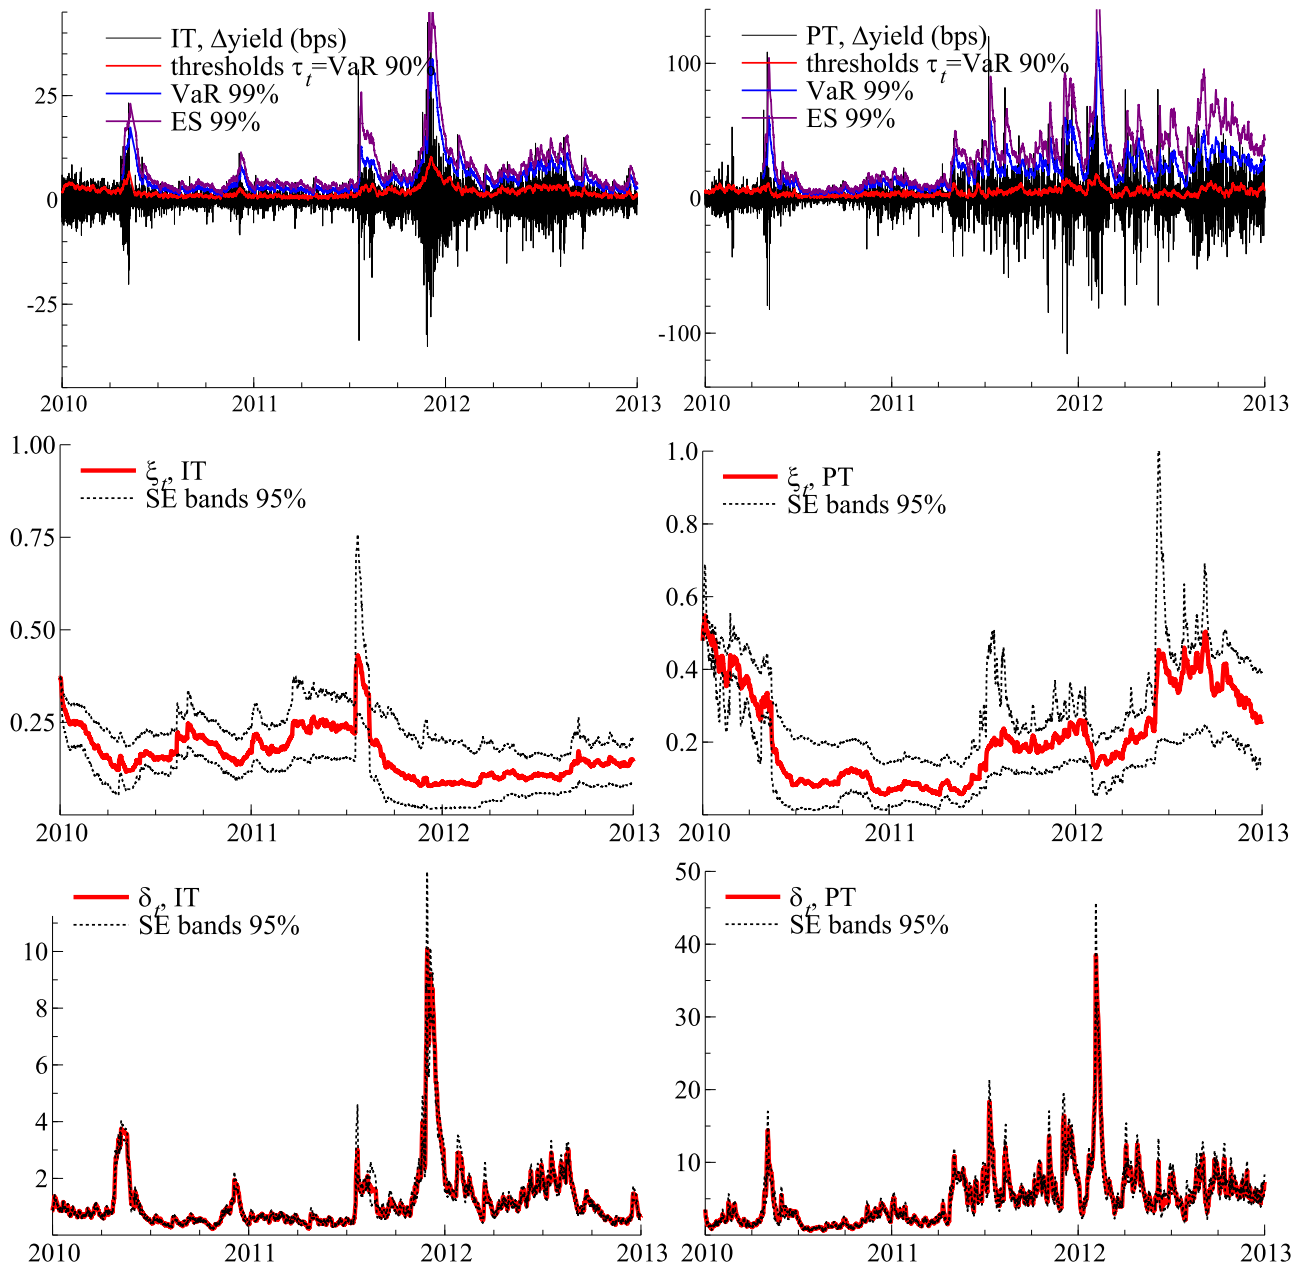 IT, Δyield (bps)
thresholds τt=VaR 90%
VaR 99%
ES 99%
25
0
-25
2010 2011 2012 2013
PT, Δyield (bps)
thresholds τt=VaR 90%
VaR 99%
ES 99%
100
0
-100
2010 2011 2012 2013
1.00
ξt, IT
SE bands 95%
0.75
0.50
0.25
2010 2011 2012 2013
1.0
ξt, PT
SE bands 95%
0.8
0.6
0.4
0.2
2010 2011 2012 2013
δt, IT
SE bands 95%
10
8
6
4
2
2010 2011 2012 2013
50
δt, PT
SE bands 95%
40
30
20
10
2010 2011 2012 2013